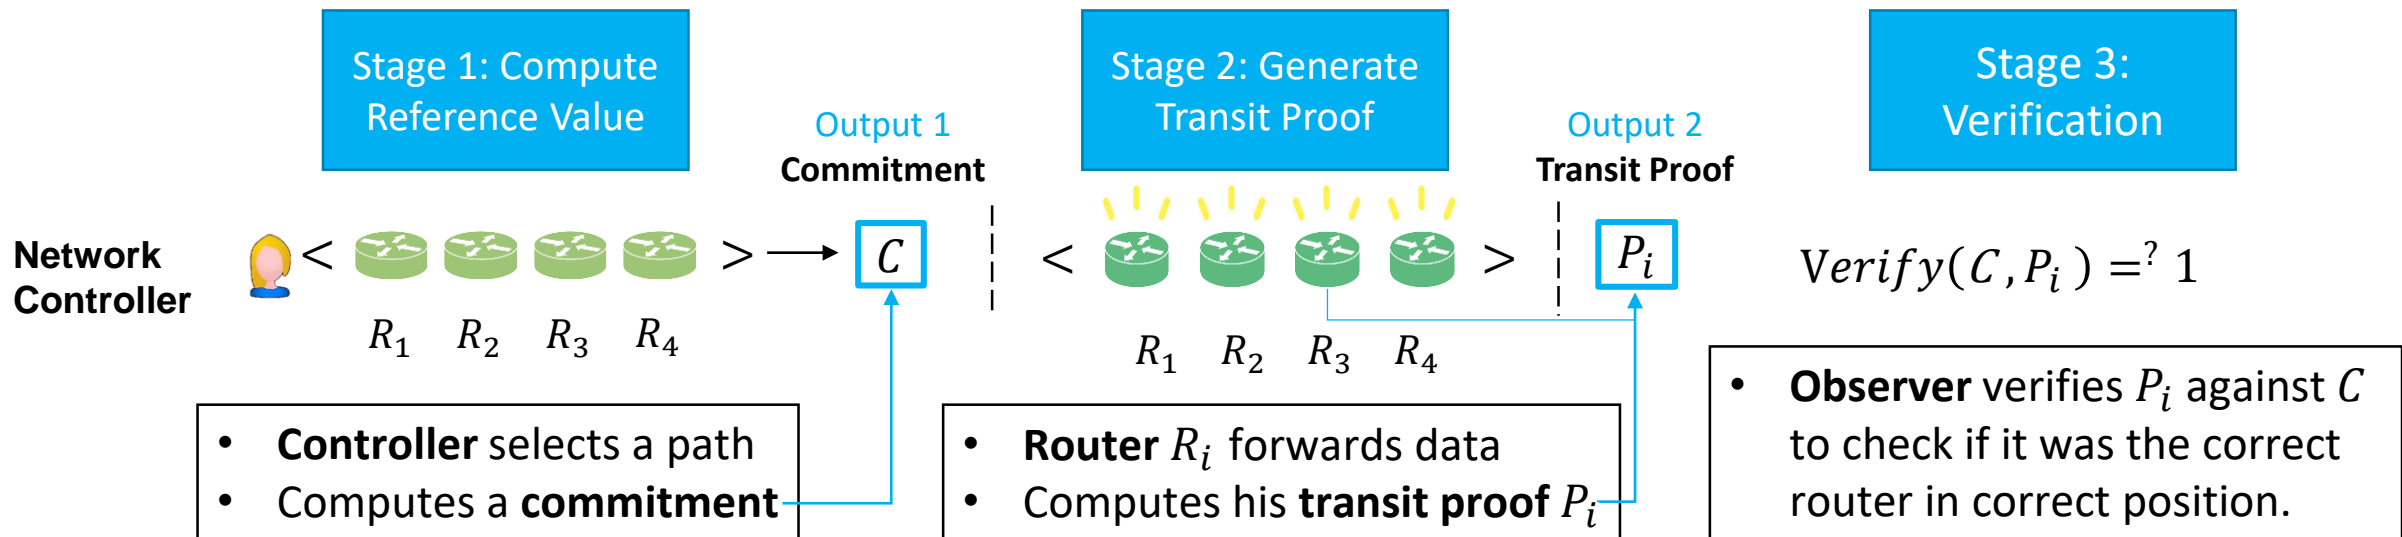 Stage 1: Compute
Reference Value
Output 1
Commitment
Stage 2: Generate
Transit Proof
Output 2
Transit Proof
Stage 3:
Verification
Network
Controller
<
>
C
<
>
P_i
Verify(C, P_i) =? 1
R_1 R_2 R_3 R_4
R_1 R_2 R_3 R_4
• Controller selects a path
• Computes a commitment
• Router R_i forwards data
• Computes his transit proof P_i
• Observer verifies P_i against C
to check if it was the correct
router in correct position.